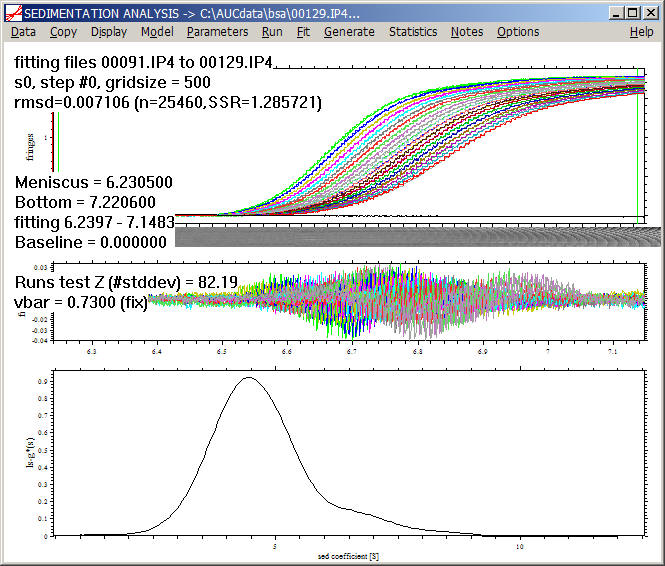 SEDIMENTATION ANALYSIS -> C:\AUCdata\bsa\00129.IP4...
Data Copy Display Model Parameters Run Fit Generate Statistics Notes Options Help
fitting files 00091.IP4 to 00129.IP4
s0, step #0, gridsize = 500
rmsd=0.007106 (n=25460,SSR=1.285721)
fringes
1
Meniscus = 6.230500
Bottom = 7.220600
fitting 6.2397 - 7.1483
Baseline = 0.000000
0.03
Runs test Z (#stddev) = 82.19
vbar = 0.7300 (fix)
-0.02
-0.03
-0.04
6.3 6.4 6.5 6.6 6.7 6.8 6.9 7 7.1
0.9
0.8
0.7
0.6
0.5
0.4
0.3
0.2
0.1
0
ls-g*(s)
5 10
sed coefficient [S]